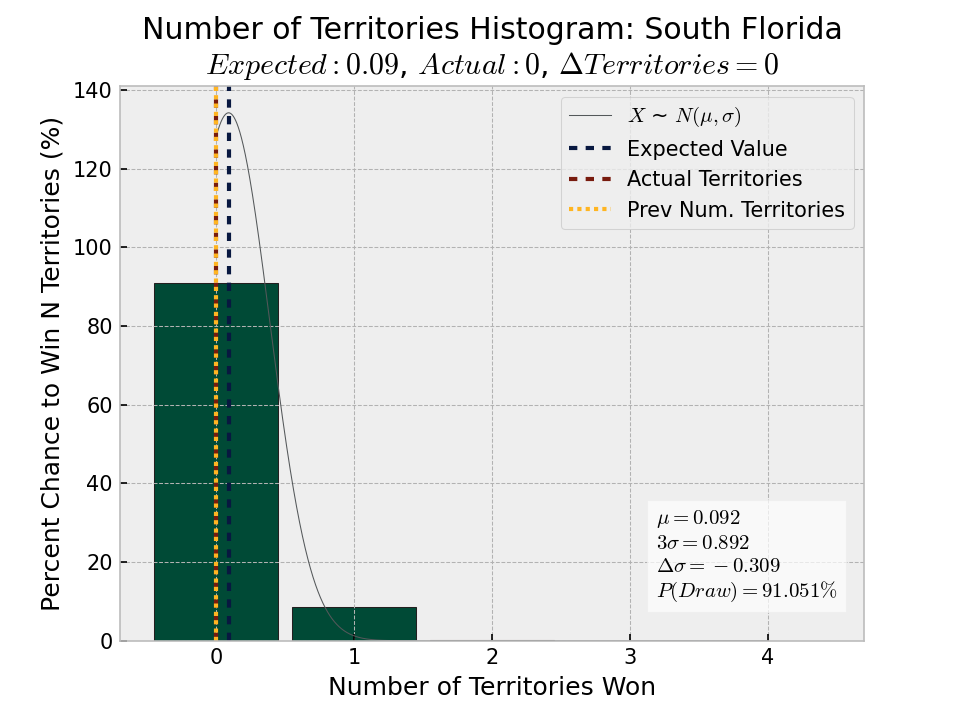 Number of Territories Histogram: South Florida
Expected : 0.09, Actual : 0, ΔTerritories = 0
Percent Chance to Win N Territories (%)
140
120
100
80
60
40
20
0
X ~ N(μ, σ)
Expected Value
Actual Territories
Prev Num. Territories
μ = 0.092
3σ = 0.892
Δσ = −0.309
P(Draw) = 91.051%
0 1 2 3 4
Number of Territories Won